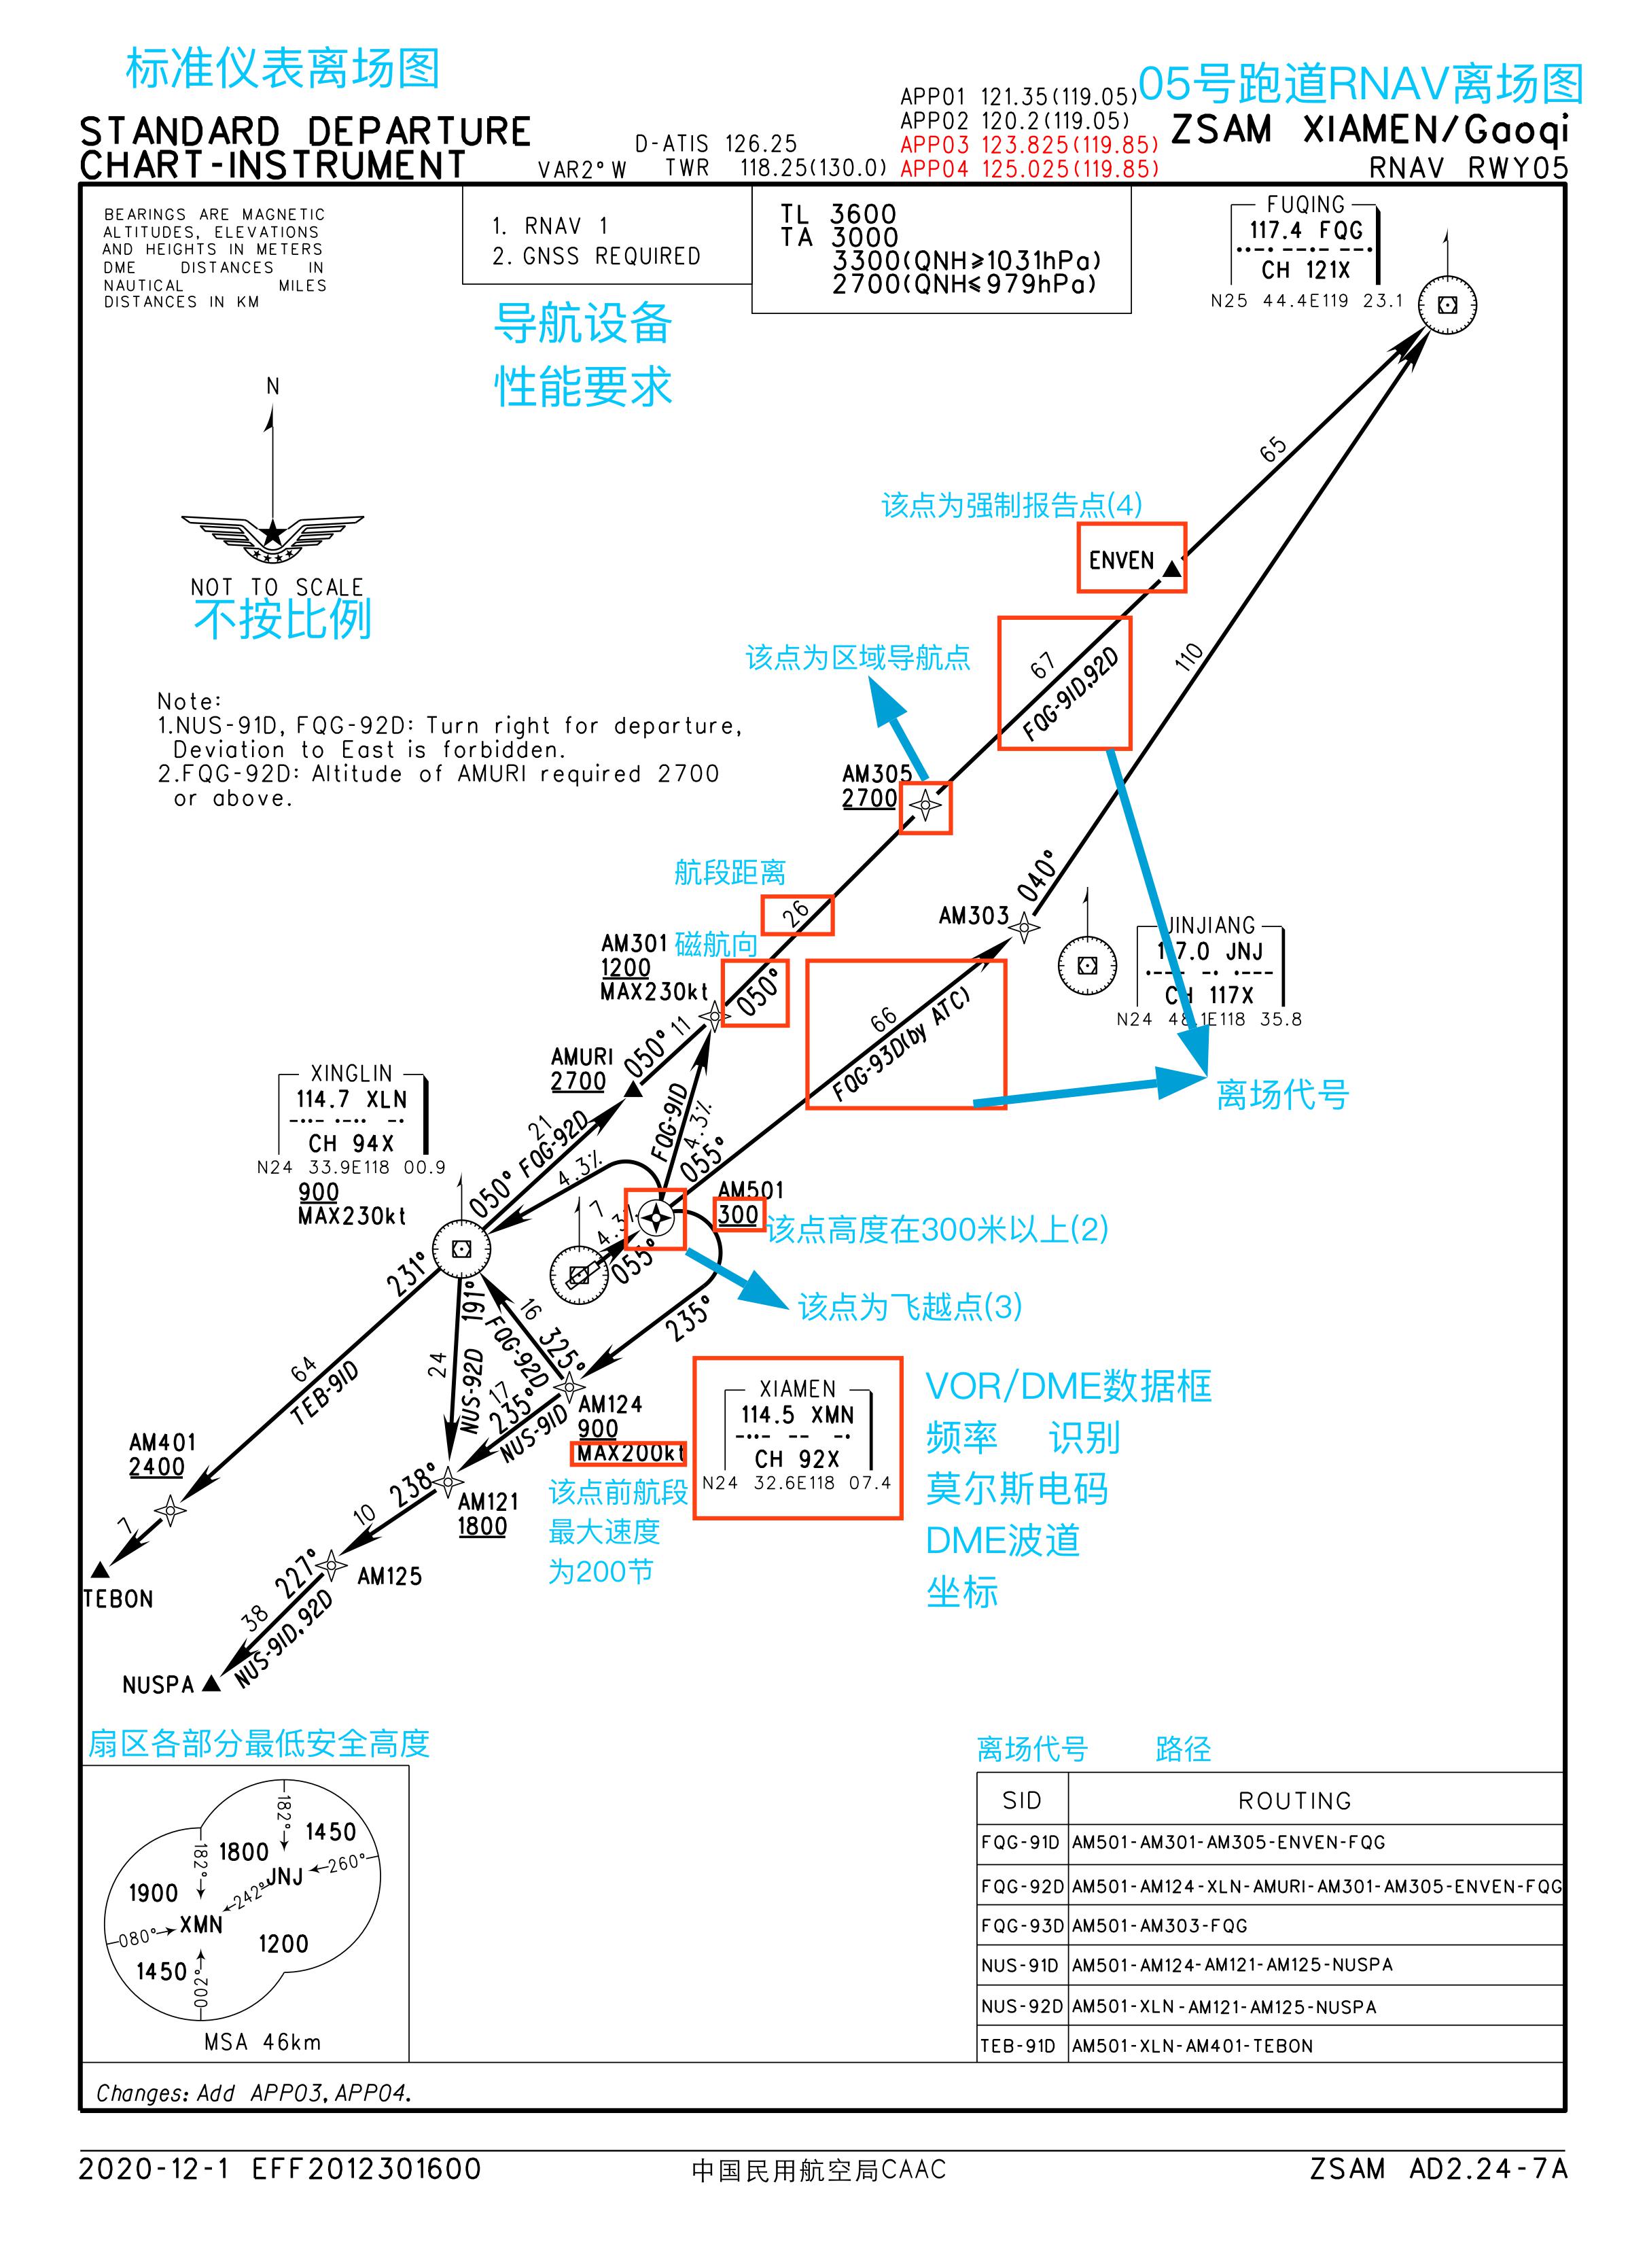 标准仪表离场图
05号跑道RNAV离场图
STANDARD DEPARTURE
CHART-INSTRUMENT
VAR2° W
D-ATIS 126.25
TWR 118.25(130.0)
APP01 121.35(119.05)
APP02 120.2(119.05)
APP03 123.825(119.85)
APP04 125.025(119.85)
ZSAM XIAMEN/Gaoqi
RNAV RWY05
BEARINGS ARE MAGNETIC
ALTITUDES, ELEVATIONS
AND HEIGHTS IN METERS
DME DISTANCES IN
NAUTICAL MILES
DISTANCES IN KM
1. RNAV 1
2. GNSS REQUIRED
TL 3600
TA 3000
3300(QNH≥1031hPa)
2700(QNH≤979hPa)
导航设备
性能要求
FUQING
117.4 FQG
CH 121X
N25 44.4E119 23.1
N
NOT TO SCALE
不按比例
65
该点为强制报告点(4)
ENVEN
67
FQG-91D,92D
110
该点为区域导航点
Note:
1.NUS-91D, FQG-92D: Turn right for departure,
Deviation to East is forbidden.
2.FQG-92D: Altitude of AMURI required 2700
or above.
AM305
2700
航段距离
26
040°
AM303
AM301
1200
MAX230kt
磁航向
050°
JINJIANG
117.0 JNJ
CH 117X
N24 48.1E118 35.8
66
FQG-93D(by ATC)
离场代号
11
050°
AMURI
2700
XINGLIN
114.7 XLN
CH 94X
N24 33.9E118 00.9
900
MAX230kt
21
050° FQG-92D
FQG-91D
4.3%
055°
4.3%
AM501
300
该点高度在300米以上(2)
7
4.3%
055°
该点为飞越点(3)
231°
191°
16 325°
FQG-92D
235°
64
TEB-91D
24
NUS-92D
17
235°
NUS-91D
AM124
900
MAX200kt
该点前航段
最大速度
为200节
XIAMEN
114.5 XMN
CH 92X
N24 32.6E118 07.4
VOR/DME数据框
频率 识别
莫尔斯电码
DME波道
坐标
AM401
2400
7
TEBON
238°
10
AM121
1800
AM125
227°
38
NUS-91D,92D
NUSPA
扇区各部分最低安全高度
182°
1450
1800
182°
JNJ
260°
1900
242°
XMN
080°
1200
1450
002°
MSA 46km
离场代号 路径
SID ROUTING
FQG-91D AM501-AM301-AM305-ENVEN-FQG
FQG-92D AM501-AM124-XLN-AMURI-AM301-AM305-ENVEN-FQG
FQG-93D AM501-AM303-FQG
NUS-91D AM501-AM124-AM121-AM125-NUSPA
NUS-92D AM501-XLN-AM121-AM125-NUSPA
TEB-91D AM501-XLN-AM401-TEBON
Changes: Add APP03, APP04.
2020-12-1 EFF2012301600
中国民用航空局CAAC
ZSAM AD2.24-7A